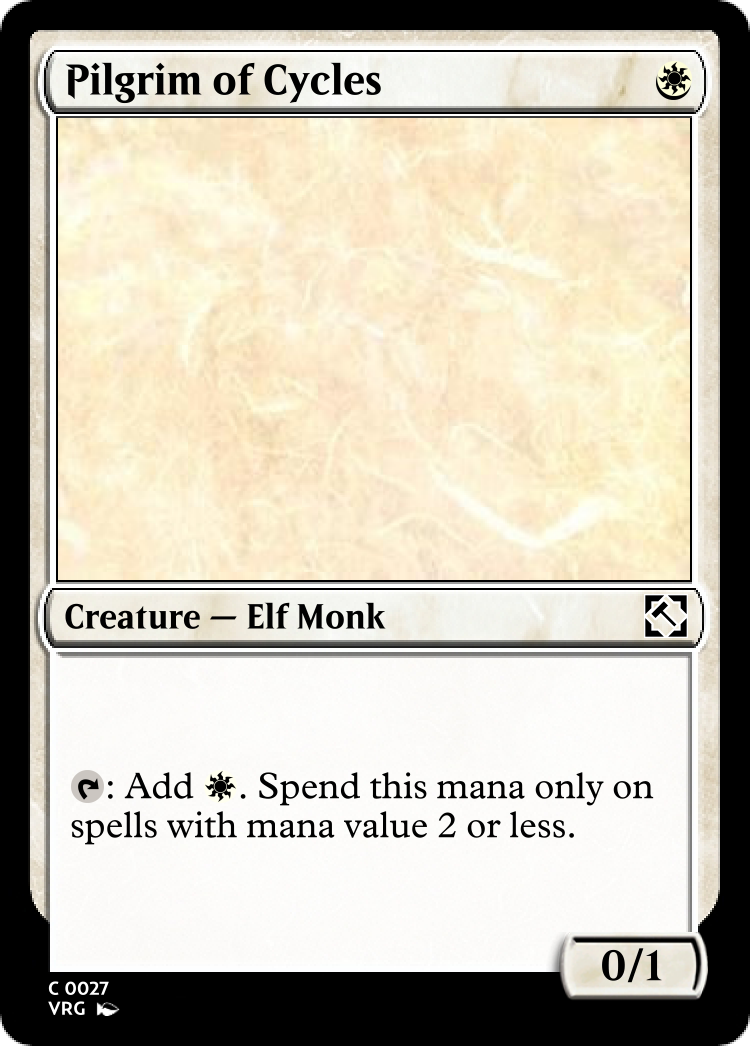 Pilgrim of Cycles
Creature — Elf Monk
: Add . Spend this mana only on
spells with mana value 2 or less.
0/1
C 0027
VRG